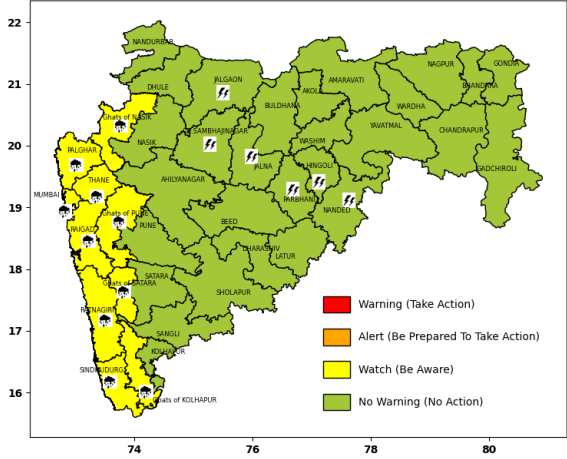 22
NANDURBAR
NAGPUR
GONDIA
21
DHULE
JALGAON
AKOLA
AMARAVATI
BHANDARA
BULDHANA
WARDHA
Ghats of NASIK
20
NASIK
SAMBHAJINAGAR
WASHIM
YAVATMAL
CHANDRAPUR
PALGHAR
JALNA
HINGOLI
GADCHIROLI
THANE
AHILYANAGAR
PARBHANI
MUMBAI
19
Ghats of PUNE
NANDED
RAIGAD
PUNE
BEED
DHARASHIV
LATUR
18
Ghats of SATARA
SATARA
SHOLAPUR
RATNAGIRI
Warning (Take Action)
17
SANGLI
Alert (Be Prepared To Take Action)
KOLHAPUR
SINDHUDURG
Watch (Be Aware)
16
Ghats of KOLHAPUR
No Warning (No Action)
74
76
78
80